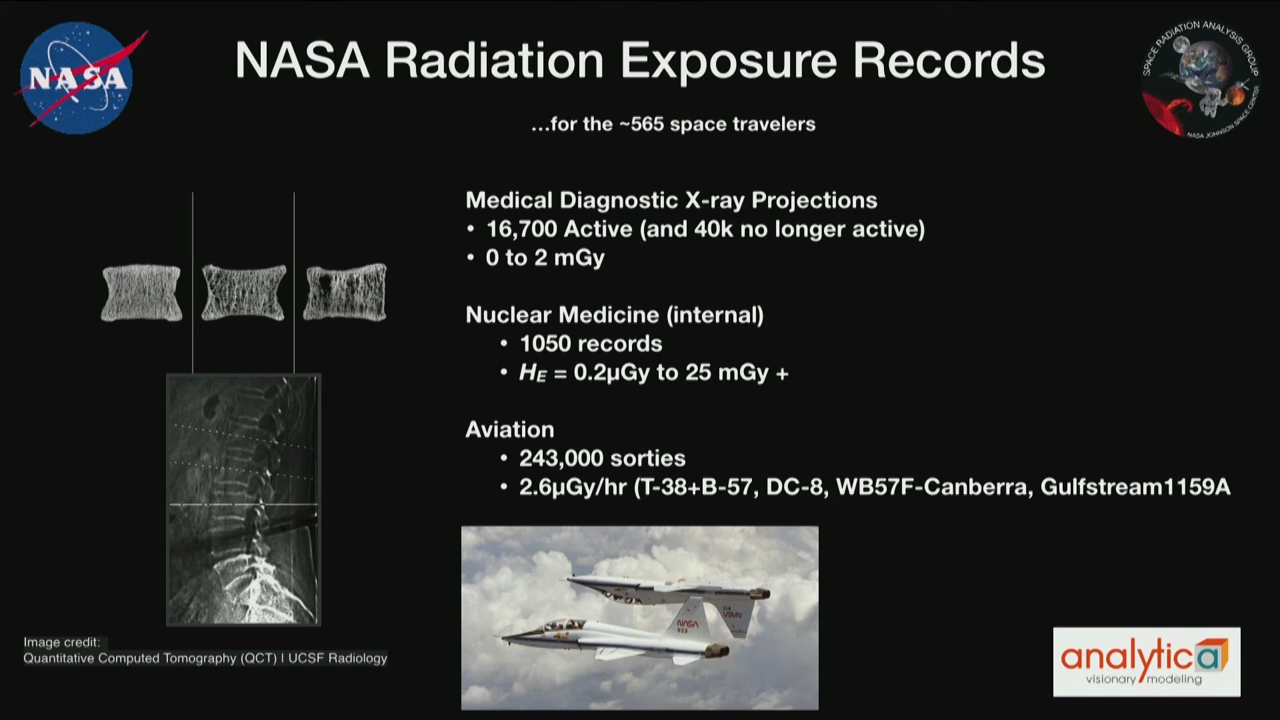 NASA
NASA Radiation Exposure Records
SPACE RADIATION ANALYSIS GROUP
NASA JOHNSON SPACE CENTER
…for the ~565 space travelers
Medical Diagnostic X-ray Projections
• 16,700 Active (and 40k no longer active)
• 0 to 2 mGy
Nuclear Medicine (internal)
• 1050 records
• HE = 0.2µGy to 25 mGy +
Aviation
• 243,000 sorties
• 2.6µGy/hr (T-38+B-57, DC-8, WB57F-Canberra, Gulfstream1159A
NASA
Image credit:
Quantitative Computed Tomography (QCT) | UCSF Radiology
analytica
visionary modeling